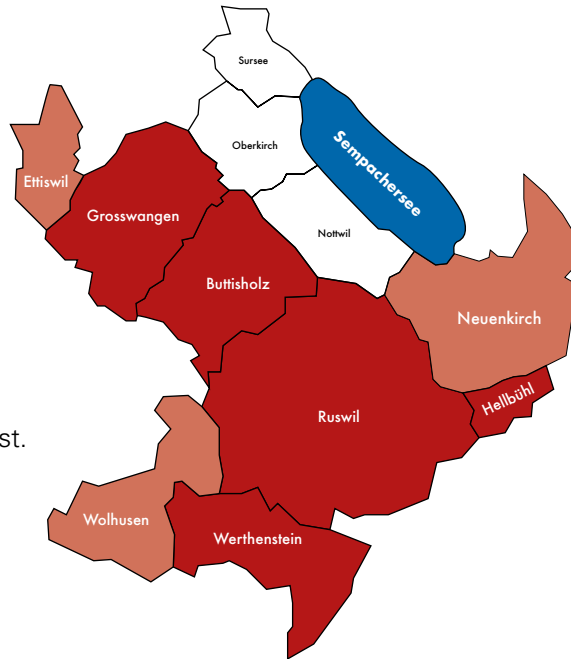 Sursee
Oberkirch
Sempachersee
Ettiswil
Grosswangen
Nottwil
Buttisholz
Neuenkirch
Hellbühl
Ruswil
st.
Wolhusen
Werthenstein